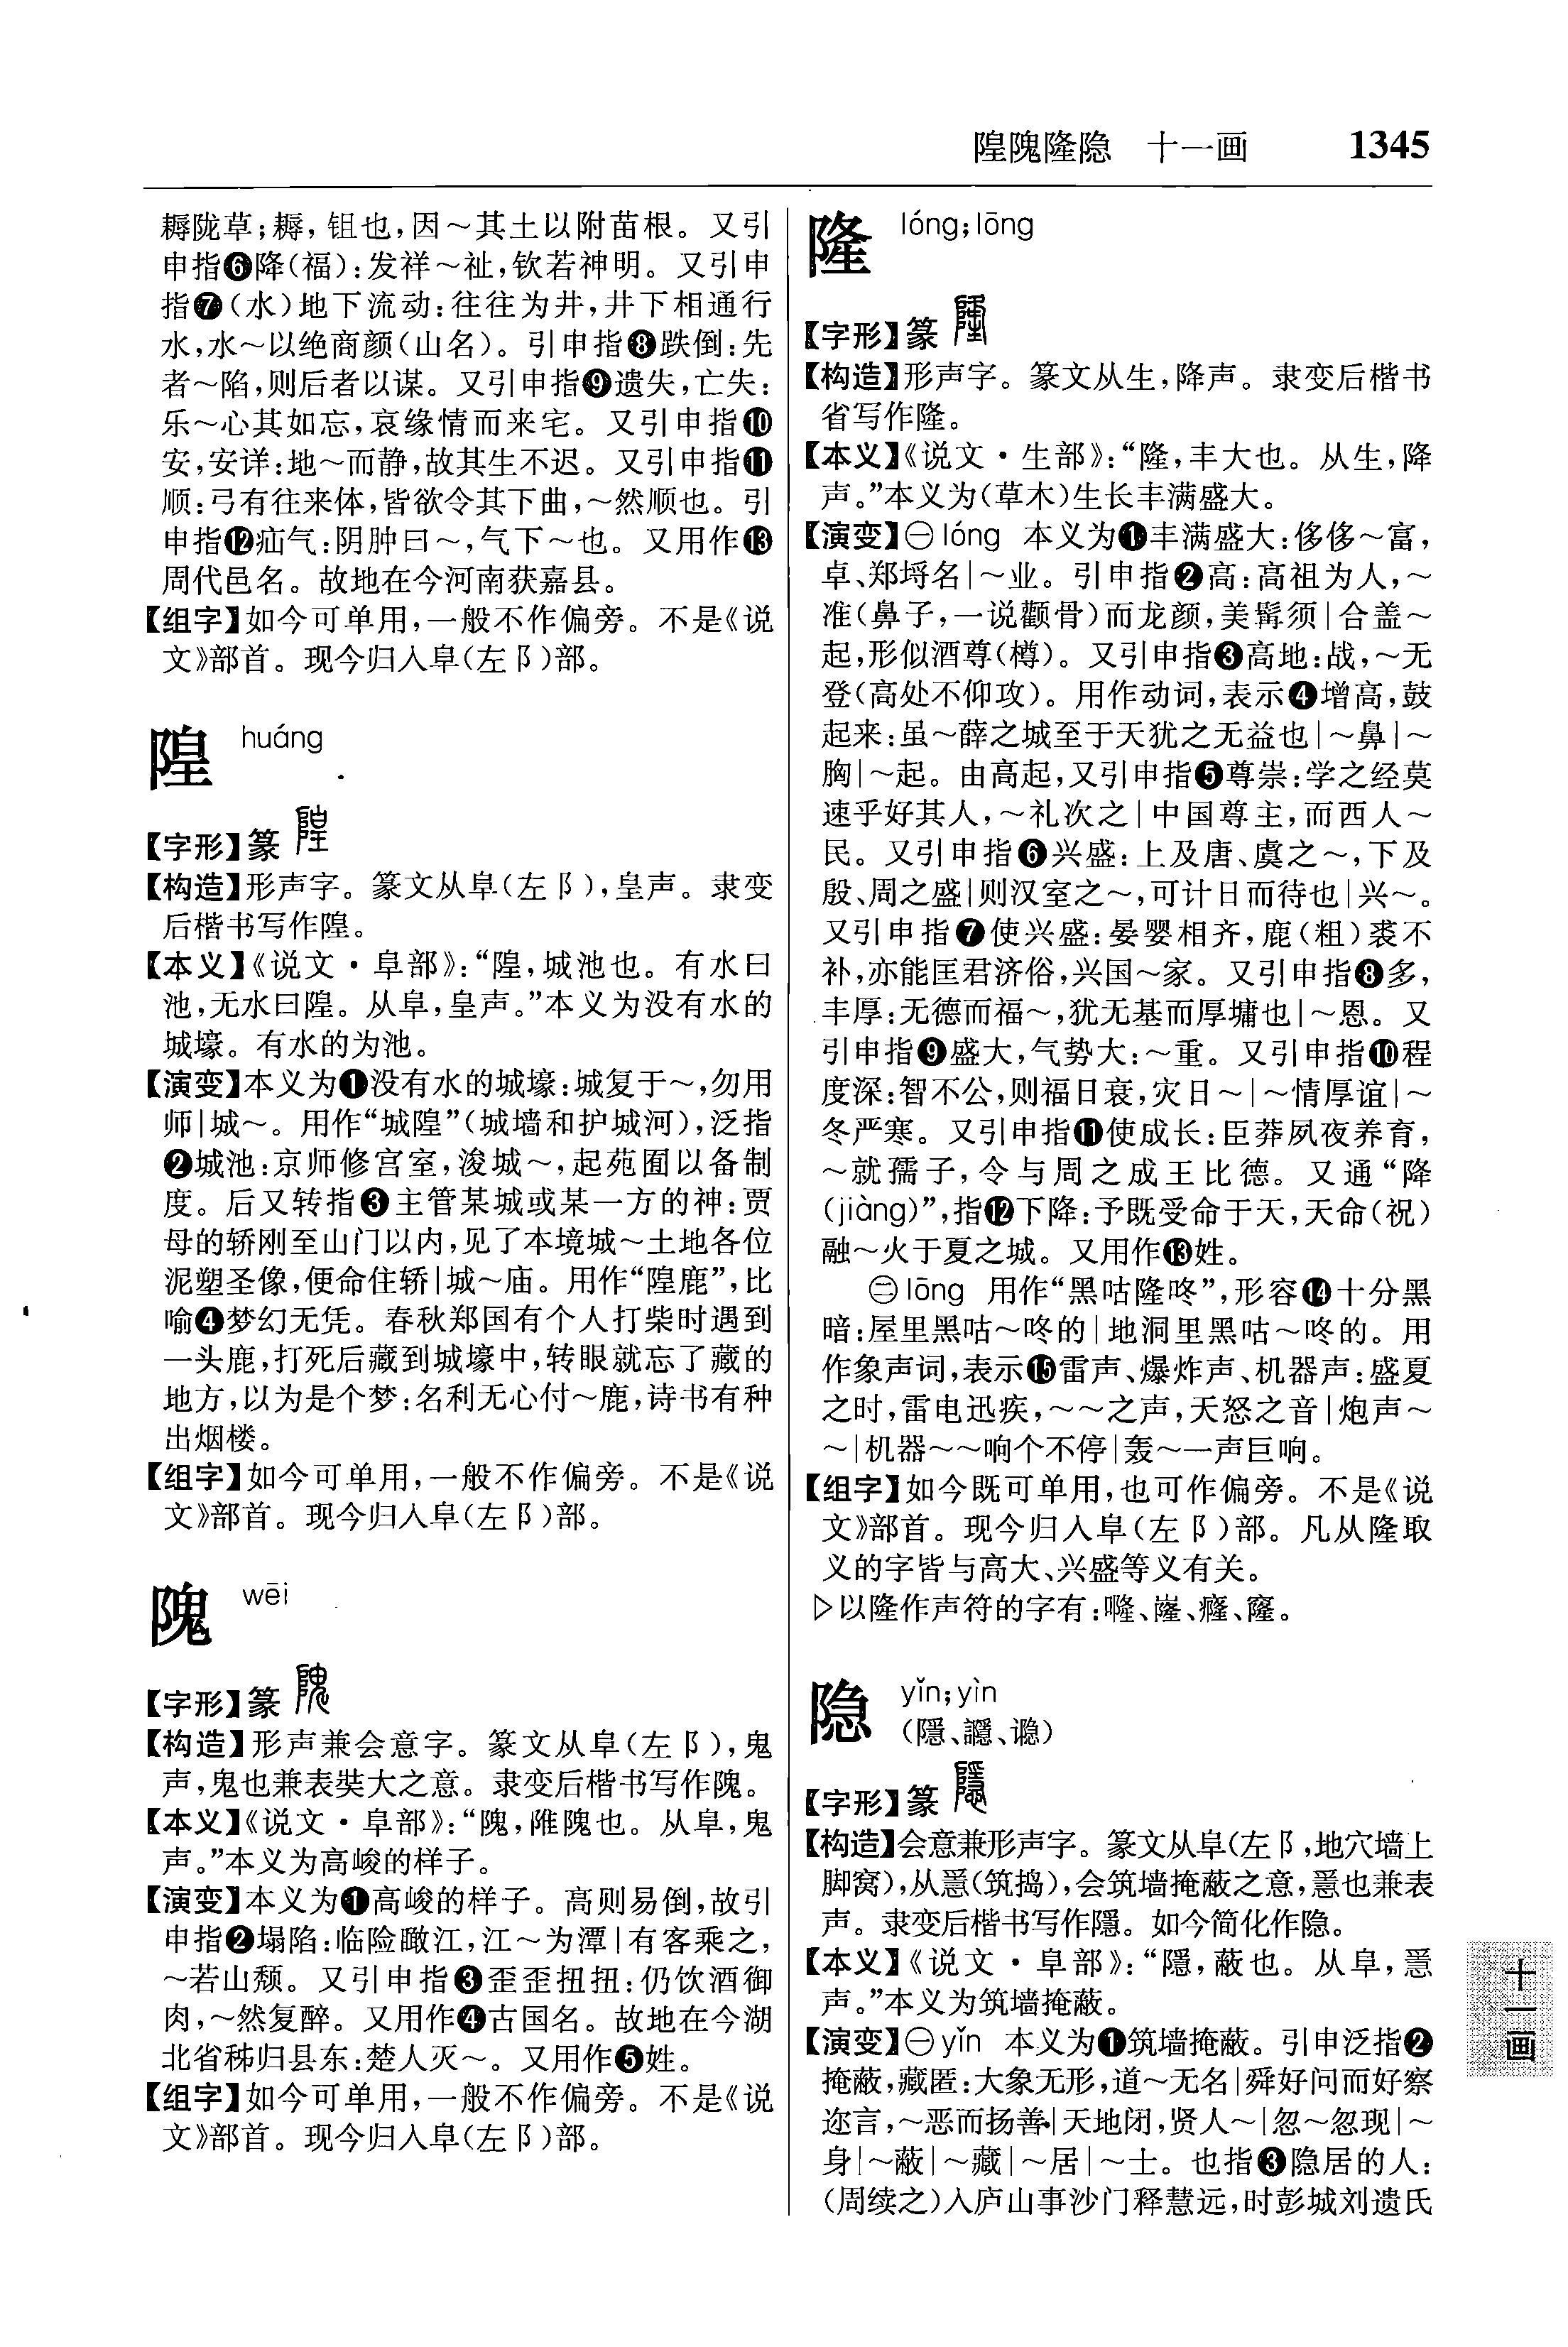 隍隗隆隐　十一画　1345
耨陇草;耨,钽也,因～其土以附苗根。又引
申指❻降(福):发祥～祉,钦若神明。又引申
指❼(水)地下流动:往往为井,井下相通行
水,水～以绝商颜(山名)。引申指❽跌倒:先
者～陷,则后者以谋。又引申指❾遗失,亡失:
乐～心其如忘,哀缘情而来宅。又引申指❿
安,安详:地～而静,故其生不迟。又引申指⓫
顺:弓有往来体,皆欲令其下曲,～然顺也。引
申指⓬疝气:阴肿曰～,气下～也。又用作⓭
周代邑名。故地在今河南获嘉县。
【组字】如今可单用,一般不作偏旁。不是《说
文》部首。现今归入阜(左阝)部。
隍 huáng
【字形】篆
【构造】形声字。篆文从阜(左阝),皇声。隶变
后楷书写作隍。
【本义】《说文·阜部》:“隍,城池也。有水曰
池,无水曰隍。从阜,皇声。”本义为没有水的
城壕。有水的为池。
【演变】本义为❶没有水的城壕:城复于～,勿用
师|城～。用作“城隍”(城墙和护城河),泛指
❷城池:京师修宫室,浚城～,起苑囿以备制
度。后又转指❸主管某城或某一方的神:贾
母的轿刚至山门以内,见了本境城～土地各位
泥塑圣像,便命住轿|城～庙。用作“隍鹿”,比
喻❹梦幻无凭。春秋郑国有个人打柴时遇到
一头鹿,打死后藏到城壕中,转眼就忘了藏的
地方,以为是个梦:名利无心付～鹿,诗书有种
出烟楼。
【组字】如今可单用,一般不作偏旁。不是《说
文》部首。现今归入阜(左阝)部。
隗 wěi
【字形】篆
【构造】形声兼会意字。篆文从阜(左阝),鬼
声,鬼也兼表奘大之意。隶变后楷书写作隗。
【本义】《说文·阜部》:“隗,陮隗也。从阜,鬼
声。”本义为高峻的样子。
【演变】本义为❶高峻的样子。高则易倒,故引
申指❷塌陷:临险瞰江,江～为潭|有客乘之,
～若山颓。又引申指❸歪歪扭扭:仍饮酒御
肉,～然复醉。又用作❹古国名。故地在今湖
北省秭归县东:楚人灭～。又用作❺姓。
【组字】如今可单用,一般不作偏旁。不是《说
文》部首。现今归入阜(左阝)部。
隆 lóng;lōng
【字形】篆
【构造】形声字。篆文从生,降声。隶变后楷书
省写作隆。
【本义】《说文·生部》:“隆,丰大也。从生,降
声。”本义为(草木)生长丰满盛大。
【演变】㊀lóng 本义为❶丰满盛大:侈侈～富,
卓、郑埒名|～业。引申指❷高:高祖为人,～
准(鼻子,一说颧骨)而龙颜,美髯须|合盖～
起,形似酒尊(樽)。又引申指❸高地:战,～无
登(高处不仰攻)。用作动词,表示❹增高,鼓
起来:虽～薛之城至于天犹之无益也|～鼻|～
胸|～起。由高起,又引申指❺尊崇:学之经莫
速乎好其人,～礼次之|中国尊主,而西人～
民。又引申指❻兴盛:上及唐、虞之～,下及
殷、周之盛|则汉室之～,可计日而待也|兴～。
又引申指❼使兴盛:晏婴相齐,鹿(粗)裘不
补,亦能匡君济俗,兴国～家。又引申指❽多,
丰厚:无德而福～,犹无基而厚墉也|～恩。又
引申指❾盛大,气势大:～重。又引申指❿程
度深:智不公,则福日衰,灾日～|～情厚谊|～
冬严寒。又引申指⓫使成长:臣莽夙夜养育,
～就孺子,令与周之成王比德。又通“降
(jiàng)”,指⓬下降:予既受命于天,天命(祝)
融～火于夏之城。又用作⓭姓。
㊁lōng 用作“黑咕隆咚”,形容⓮十分黑
暗:屋里黑咕～咚的|地洞里黑咕～咚的。用
作象声词,表示⓯雷声、爆炸声、机器声:盛夏
之时,雷电迅疾,～～之声,天怒之音|炮声～
～|机器～～响个不停|轰～一声巨响。
【组字】如今既可单用,也可作偏旁。不是《说
文》部首。现今归入阜(左阝)部。凡从隆取
义的字皆与高大、兴盛等义有关。
▷以隆作声符的字有:嶐、癃、窿。
隐 yǐn;yìn
(隱、讔、𧭹)
【字形】篆
【构造】会意兼形声字。篆文从阜(左阝,地穴墙上
脚窝),从㥯(筑捣),会筑墙掩蔽之意,㥯也兼表
声。隶变后楷书写作隱。如今简化作隐。
【本义】《说文·阜部》:“隱,蔽也。从阜,㥯
声。”本义为筑墙掩蔽。
【演变】㊀yǐn 本义为❶筑墙掩蔽。引申泛指❷
掩蔽,藏匿:大象无形,道～无名|舜好问而好察
迩言,～恶而扬善|天地闭,贤人～|忽～忽现|～
身|～蔽|～藏|～居|～士。也指❸隐居的人:
(周续之)入庐山事沙门释慧远,时彭城刘遗氏
十一画